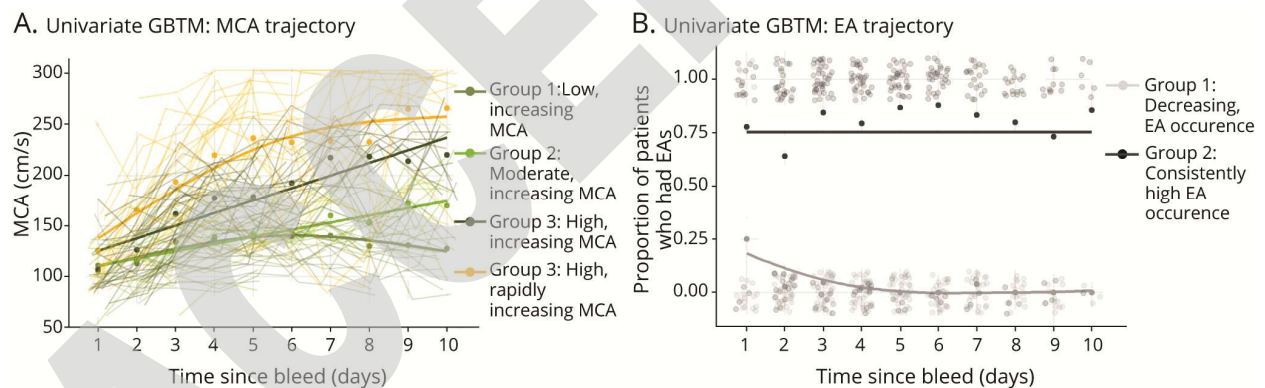 A. Univariate GBTM: MCA trajectory
300
250
200
150
100
50
MCA (cm/s)
1 2 3 4 5 6 7 8 9 10
Time since bleed (days)
Group 1:Low,
increasing
MCA
Group 2:
Moderate,
increasing MCA
Group 3: High,
increasing MCA
Group 3: High,
rapidly
increasing MCA
B. Univariate GBTM: EA trajectory
1.00
0.75
0.50
0.25
0.00
Proportion of patients
who had EAs
1 2 3 4 5 6 7 8 9 10
Time since bleed (days)
Group 1:
Decreasing,
EA occurence
Group 2:
Consistently
high EA
occurence